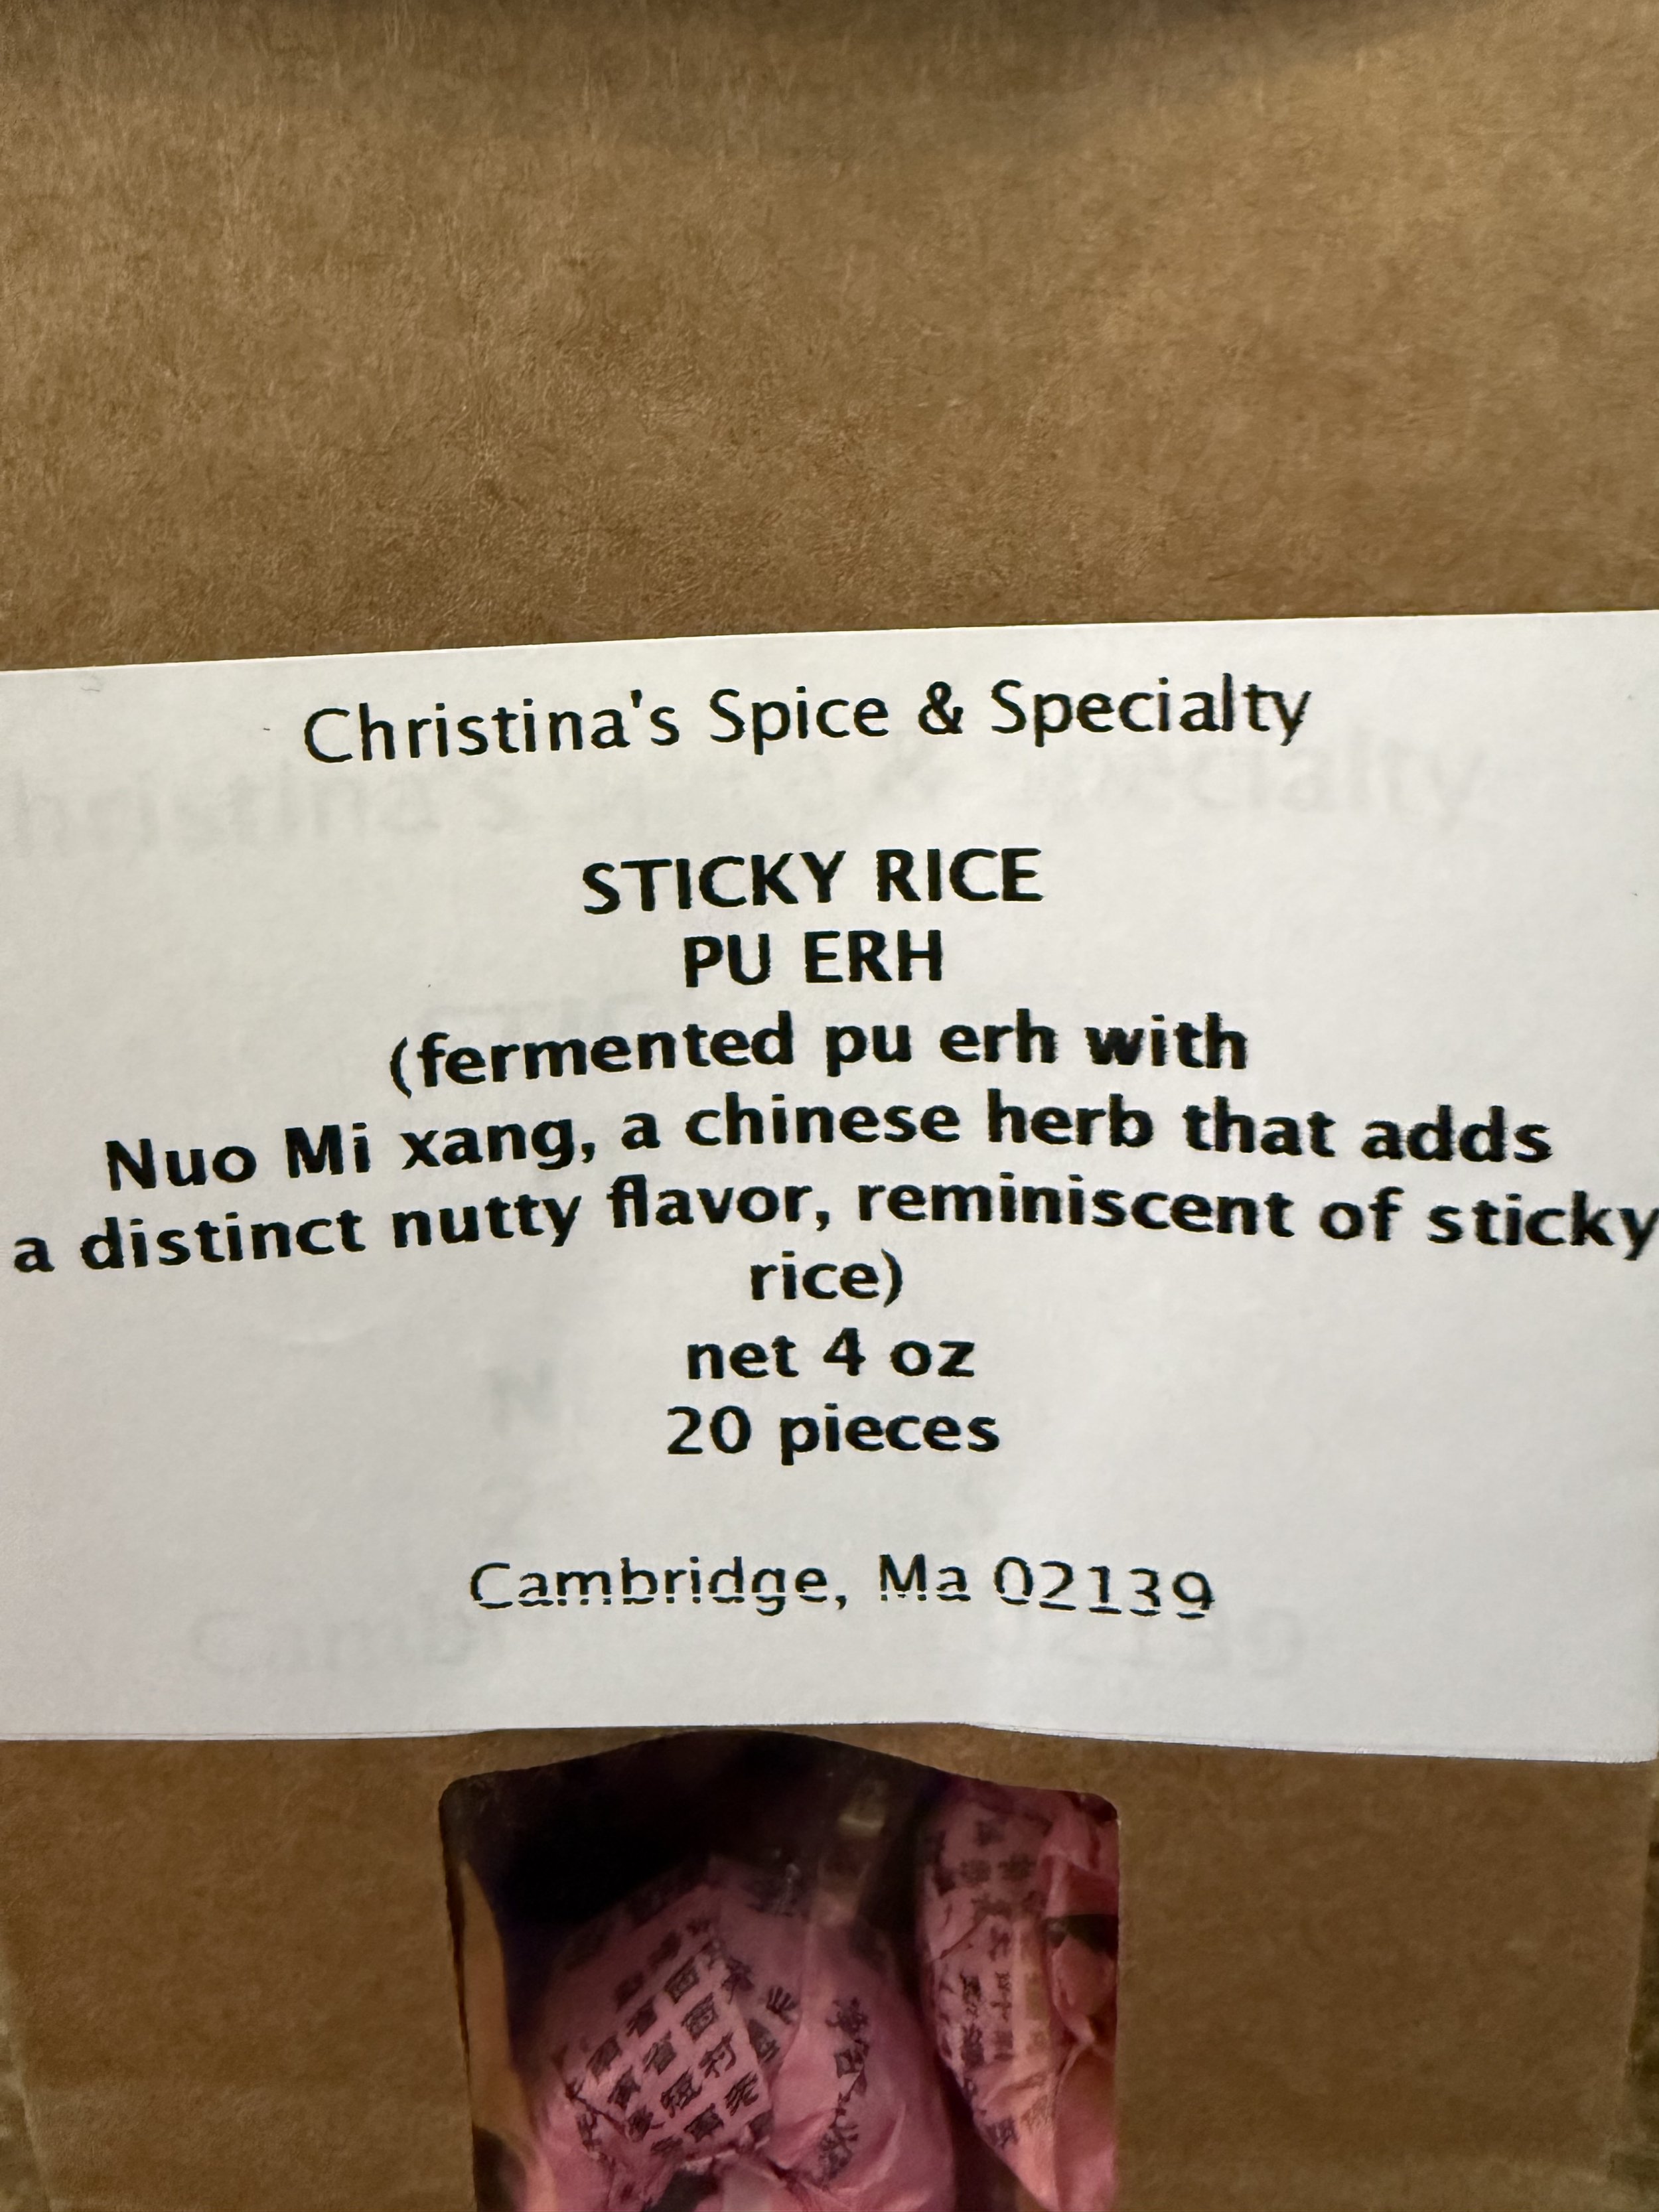 Christina's Spice & Specialty
STICKY RICE
PU ERH
(fermented pu erh with
Nuo Mi xang, a chinese herb that adds
a distinct nutty flavor, reminiscent of sticky
rice)
net 4 oz
20 pieces
Cambridge, Ma 02139